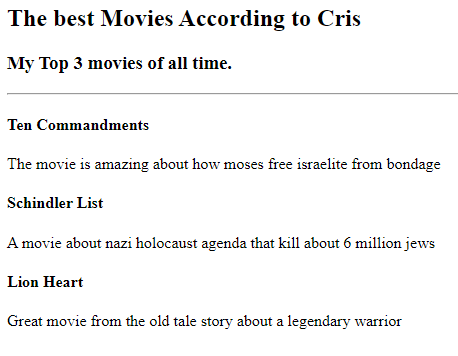 The best Movies According to Cris
My Top 3 movies of all time.
Ten Commandments
The movie is amazing about how moses free israelite from bondage
Schindler List
A movie about nazi holocaust agenda that kill about 6 million jews
Lion Heart
Great movie from the old tale story about a legendary warrior